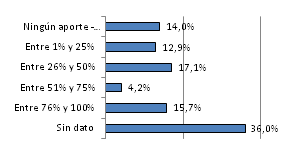 Ningún aporte -... 14,0%
Entre 1% y 25% 12,9%
Entre 26% y 50% 17,1%
Entre 51% y 75% 4,2%
Entre 76% y 100% 15,7%
Sin dato 36,0%